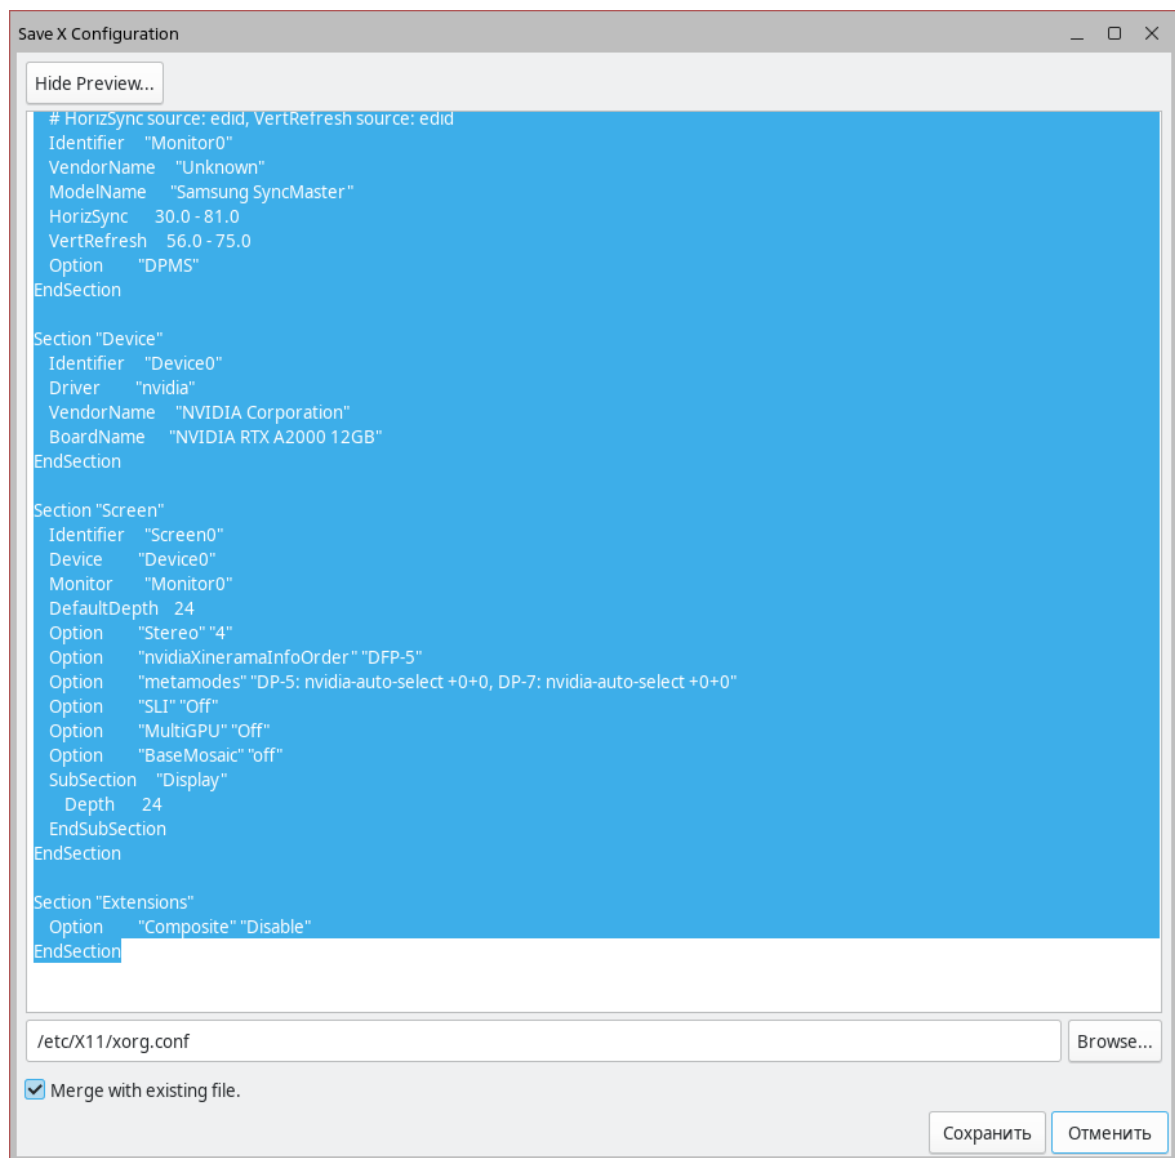 Save X Configuration
Hide Preview...
# HorizSync source: edid, VertRefresh source: edid
Identifier "Monitor0"
VendorName "Unknown"
ModelName "Samsung SyncMaster"
HorizSync 30.0 - 81.0
VertRefresh 56.0 - 75.0
Option "DPMS"
EndSection
Section "Device"
Identifier "Device0"
Driver "nvidia"
VendorName "NVIDIA Corporation"
BoardName "NVIDIA RTX A2000 12GB"
EndSection
Section "Screen"
Identifier "Screen0"
Device "Device0"
Monitor "Monitor0"
DefaultDepth 24
Option "Stereo" "4"
Option "nvidiaXineramaInfoOrder" "DFP-5"
Option "metamodes" "DP-5: nvidia-auto-select +0+0, DP-7: nvidia-auto-select +0+0"
Option "SLI" "Off"
Option "MultiGPU" "Off"
Option "BaseMosaic" "off"
SubSection "Display"
Depth 24
EndSubSection
EndSection
Section "Extensions"
Option "Composite" "Disable"
EndSection
/etc/X11/xorg.conf
Browse...
Merge with existing file.
Сохранить
Отменить